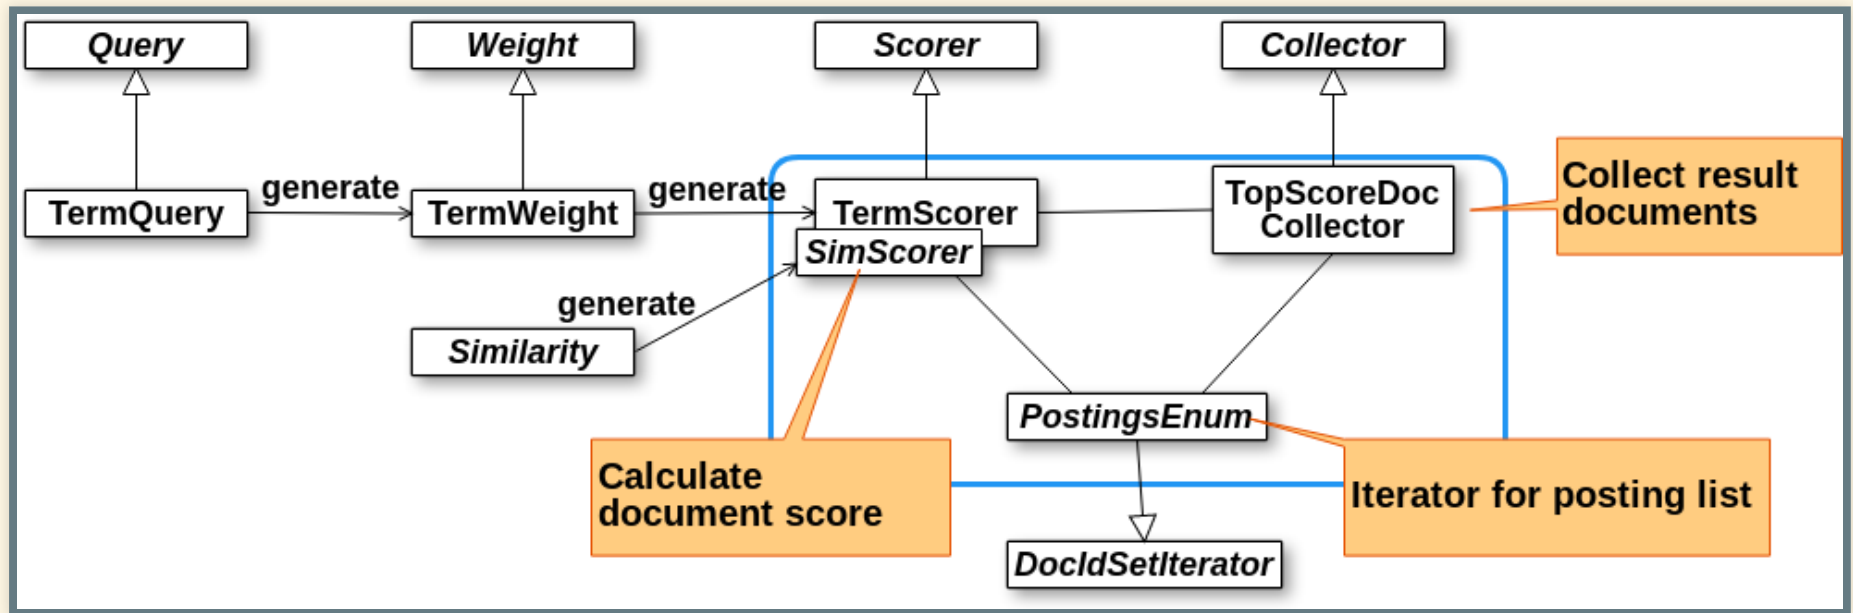 Query
Weight
Scorer
Collector
generate
generate
TermQuery
TermWeight
TermScorer
TopScoreDoc
Collector
Collect result
documents
SimScorer
generate
Similarity
PostingsEnum
Calculate
document score
Iterator for posting list
DocIdSetIterator